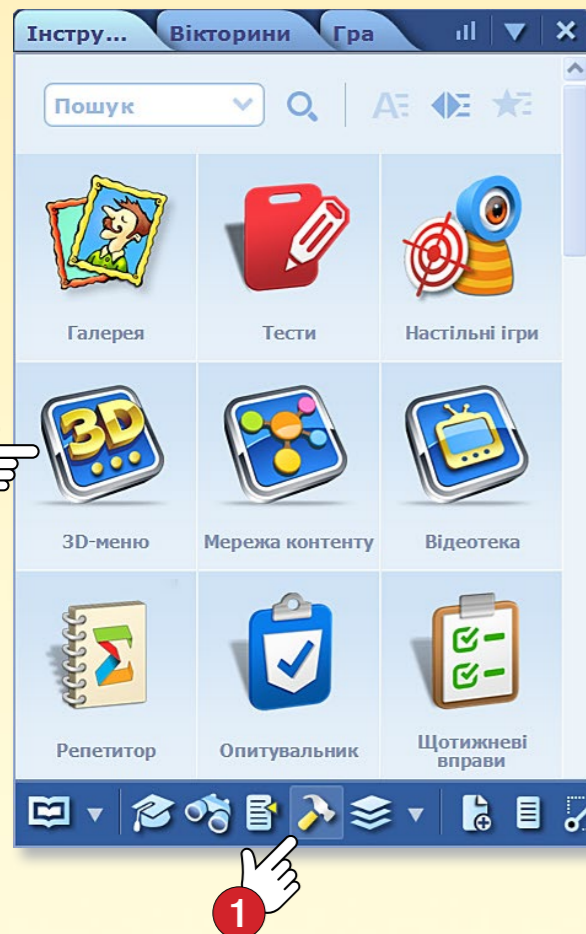 Інстру... Вікторини Гра
Пошук
Галерея Тести Настільні ігри
3D
3D-меню Мережа контенту Відеотека
Репетитор Опитувальник Щотижневі
вправи
1